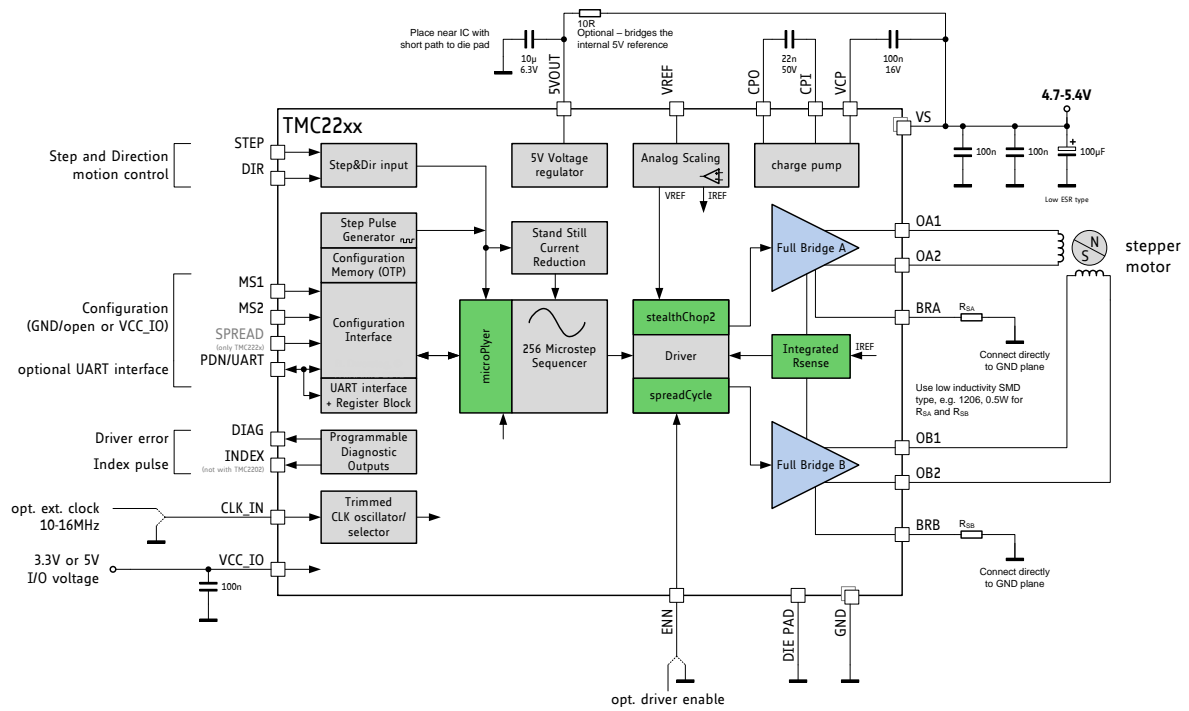 Place near IC with
short path to die pad
10µ
6.3V
10R
Optional – bridges the
internal 5V reference
22n
50V
100n
16V
5VOUT
VREF
CPO
CPI
VCP
4.7-5.4V
VS
100n
100n
+
100µF
Low ESR type
TMC22xx
Step and Direction
motion control
STEP
DIR
Step&Dir input
5V Voltage
regulator
Analog Scaling
VREF
IREF
charge pump
Step Pulse
Generator
Configuration
Memory (OTP)
Stand Still
Current
Reduction
Full Bridge A
OA1
OA2
N
S
stepper
motor
Configuration
(GND/open or VCC_IO)
optional UART interface
MS1
MS2
SPREAD
(only TMC222x)
PDN/UART
Configuration
Interface
UART interface
+ Register Block
microPlyer
256 Microstep
Sequencer
stealthChop2
Driver
spreadCycle
Integrated
Rsense
IREF
BRA
RSA
Connect directly
to GND plane
Use low inductivity SMD
type, e.g. 1206, 0.5W for
RSA and RSB
Driver error
Index pulse
DIAG
INDEX
(not with TMC2202)
Programmable
Diagnostic
Outputs
Full Bridge B
OB1
OB2
opt. ext. clock
10-16MHz
CLK_IN
Trimmed
CLK oscillator/
selector
BRB
RSB
Connect directly
to GND plane
3.3V or 5V
I/O voltage
VCC_IO
100n
ENN
DIE PAD
GND
opt. driver enable